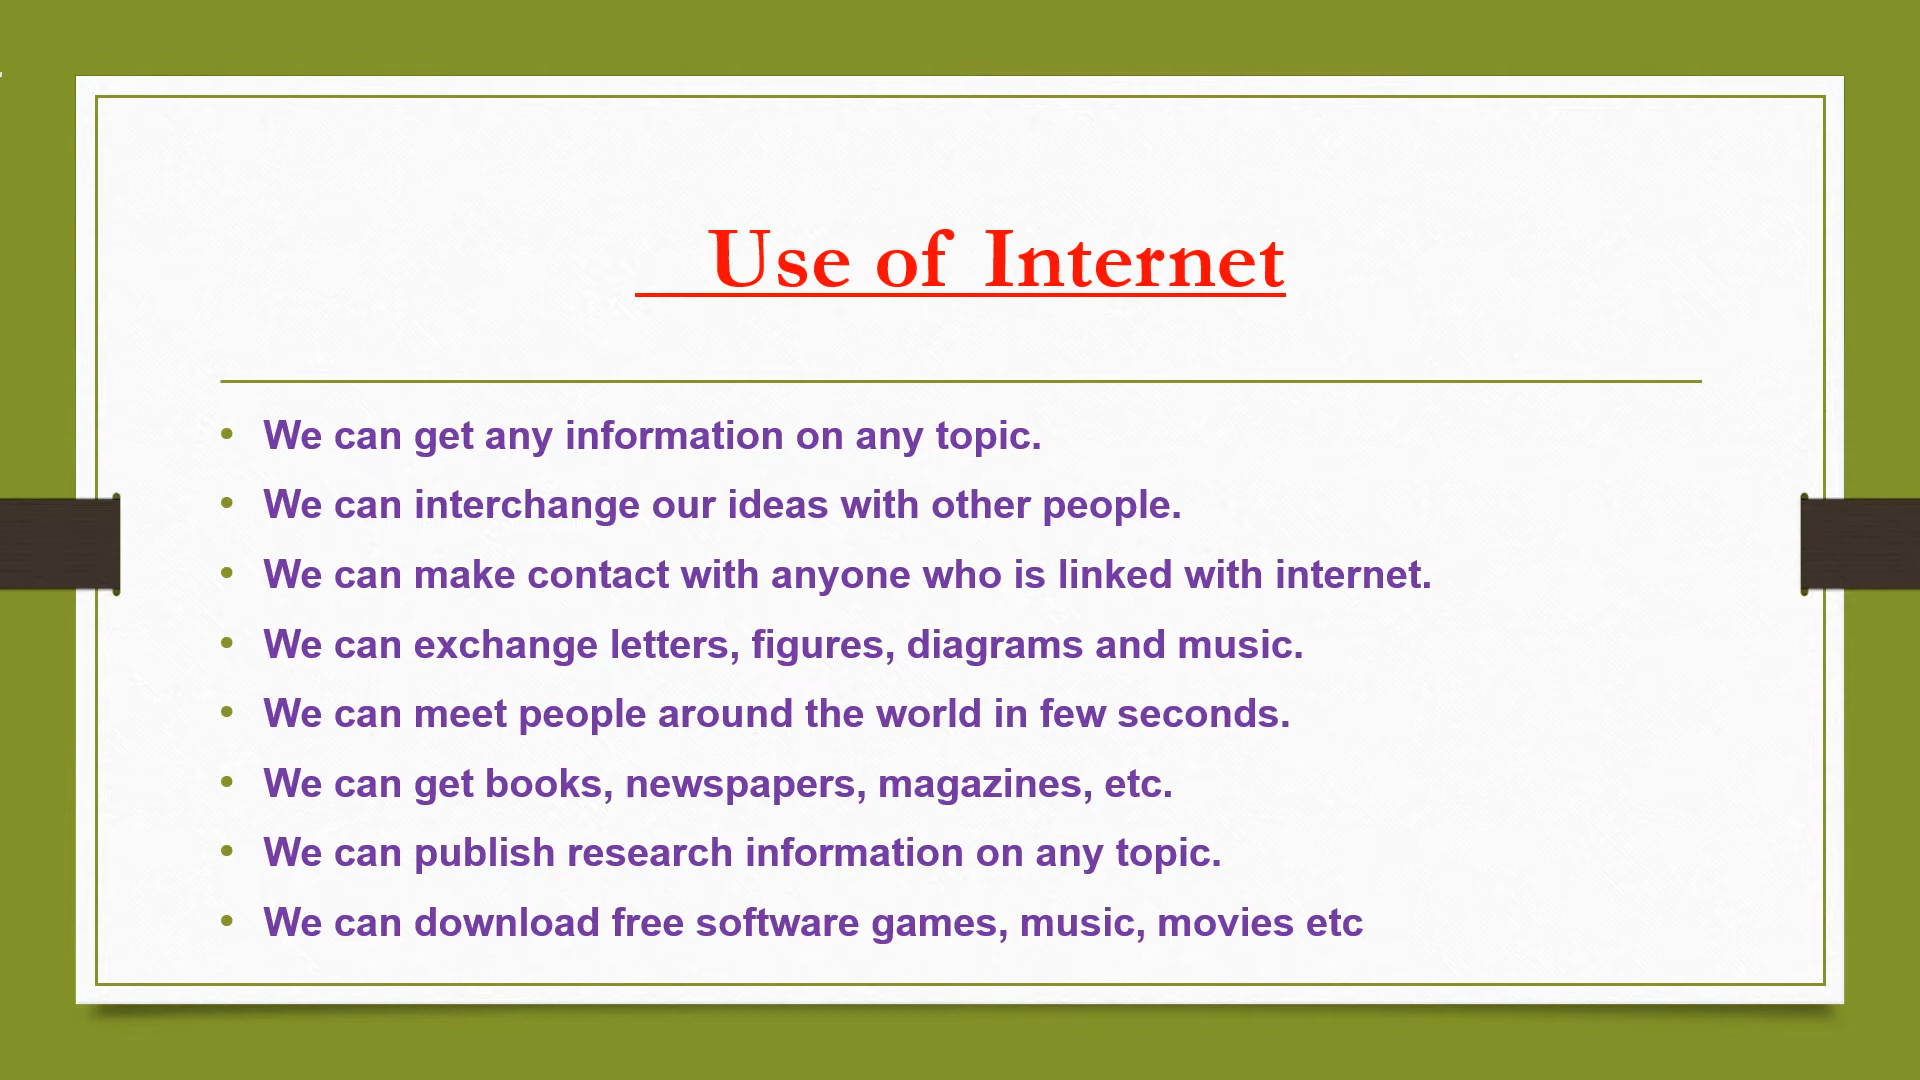 Use of Internet
• We can get any information on any topic.
• We can interchange our ideas with other people.
• We can make contact with anyone who is linked with internet.
• We can exchange letters, figures, diagrams and music.
• We can meet people around the world in few seconds.
• We can get books, newspapers, magazines, etc.
• We can publish research information on any topic.
• We can download free software games, music, movies etc